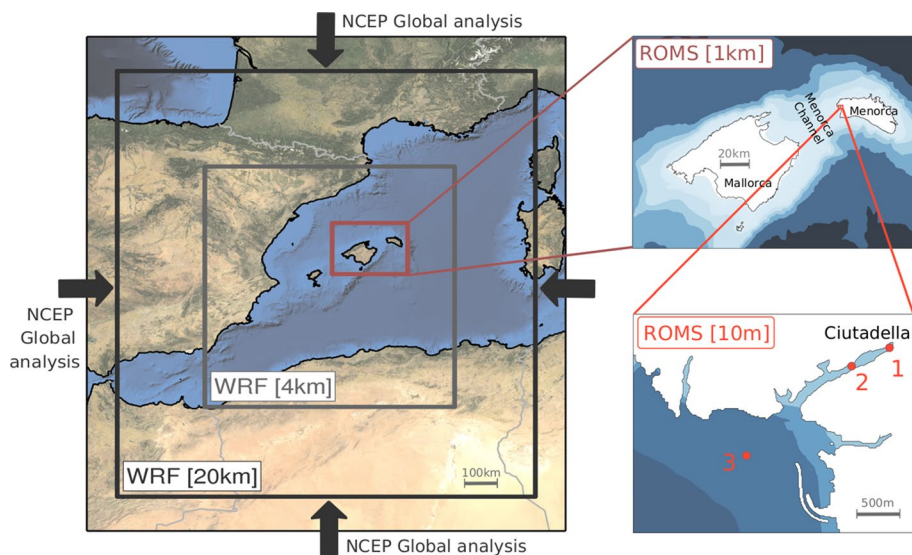 NCEP Global analysis
NCEP
Global
analysis
WRF [4km]
WRF [20km]
100km
NCEP Global analysis
ROMS [1km]
Menorca
Channel
Menorca
20km
Mallorca
ROMS [10m]
Ciutadella
1
2
3
500m